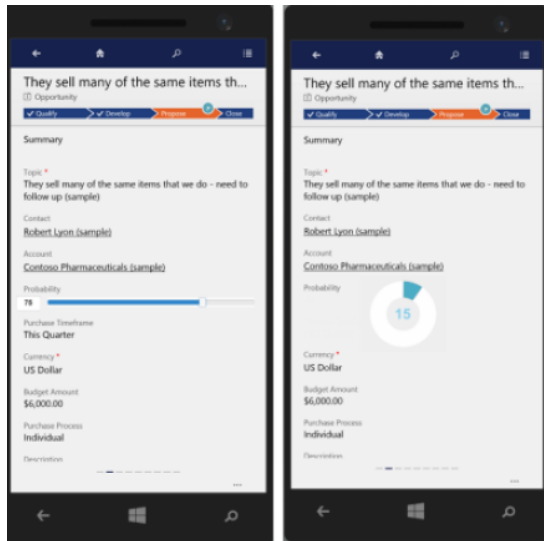 They sell many of the same items th...
Opportunity
Qualify
Develop
Propose
Close
Summary
Topic *
They sell many of the same items that we do - need to
follow up (sample)
Contact
Robert Lyon (sample)
Account
Contoso Pharmaceuticals (sample)
Probability
78
Purchase Timeframe
This Quarter
Currency *
US Dollar
Budget Amount
$6,000.00
Purchase Process
Individual
Description
...
They sell many of the same items th...
Opportunity
Qualify
Develop
Propose
Close
Summary
Topic *
They sell many of the same items that we do - need to
follow up (sample)
Contact
Robert Lyon (sample)
Account
Contoso Pharmaceuticals (sample)
Probability
15
Currency *
US Dollar
Budget Amount
$6,000.00
Purchase Process
Individual
Description
...